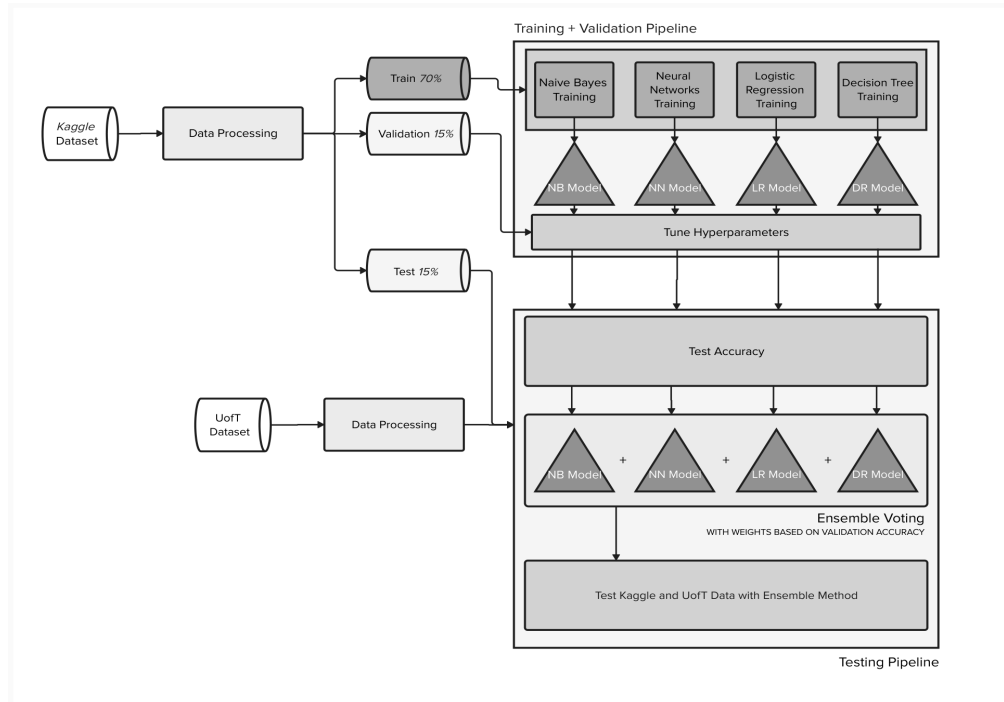 Training + Validation Pipeline
Train 70%
Naive Bayes
Training
Neural
Networks
Training
Logistic
Regression
Training
Decision Tree
Training
Kaggle
Dataset
Data Processing
Validation 15%
NB Model
NN Model
LR Model
DR Model
Tune Hyperparameters
Test 15%
Test Accuracy
UofT
Dataset
Data Processing
NB Model
+
NN Model
+
LR Model
+
DR Model
Ensemble Voting
WITH WEIGHTS BASED ON VALIDATION ACCURACY
Test Kaggle and UofT Data with Ensemble Method
Testing Pipeline